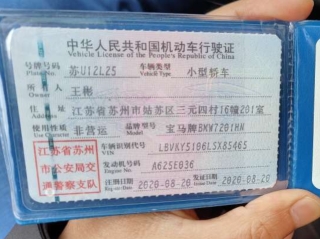 中华人民共和国机动车行驶证
Vehicle License of the People's Republic of China
号牌号码 苏U1ZLZ5 车辆类型 小型轿车
Plate No. Vehicle Type
所有人 王彬
Owner
住址 江苏省苏州市姑苏区三元四村16幢201室
Address
使用性质 非营运 品牌型号 宝马牌BMW7201HN
Use Character Model
江苏省苏州市公安局交通警察支队
车辆识别代号 LBVKY5106LSX85465
VIN
发动机号码 A625E036
Engine No.
注册日期 2020-08-20 发证日期 2020-08-20
Register Date Issue Date